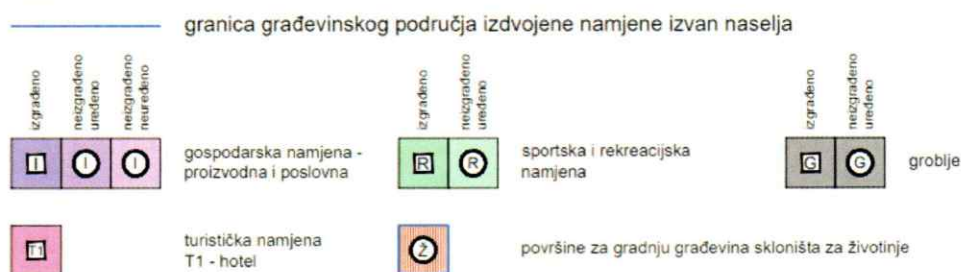 granica građevinskog područja izdvojene namjene izvan naselja
izgrađeno
neizgrađeno
uređeno
neizgrađeno
neuređeno
I
I
I
gospodarska namjena -
proizvodna i poslovna
izgrađeno
neizgrađeno
uređeno
R
R
sportska i rekreacijska
namjena
izgrađeno
neizgrađeno
uređeno
G
G
groblje
T1
turistička namjena
T1 - hotel
Ž
površine za gradnju građevina skloništa za životinje